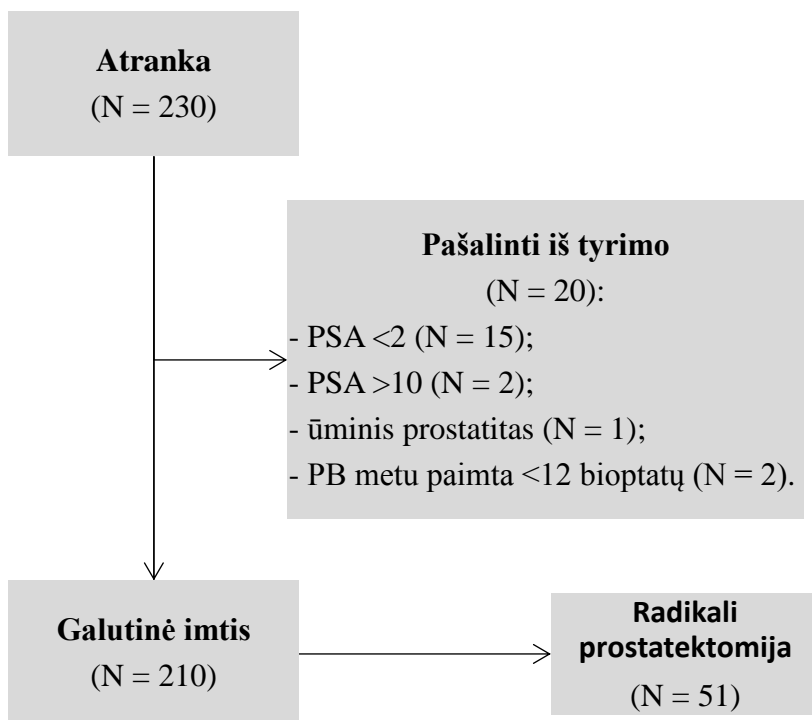 Atranka
(N = 230)
Pašalinti iš tyrimo
(N = 20):
- PSA <2 (N = 15);
- PSA >10 (N = 2);
- ūminis prostatitas (N = 1);
- PB metu paimta <12 bioptatų (N = 2).
Galutinė imtis
(N = 210)
Radikali
prostatektomija
(N = 51)